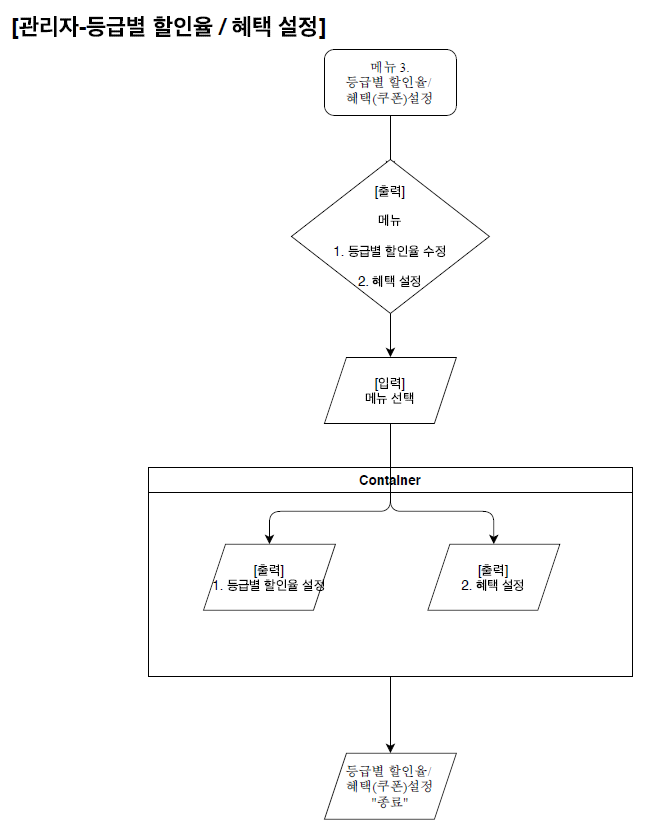 [관리자-등급별 할인율 / 혜택 설정]
메뉴 3.
등급별 할인율/
혜택(쿠폰)설정
[출력]
메뉴
1. 등급별 할인율 수정
2. 혜택 설정
[입력]
메뉴 선택
Container
[출력]
1. 등급별 할인율 설정
[출력]
2. 혜택 설정
등급별 할인율/
혜택(쿠폰)설정
"종료"